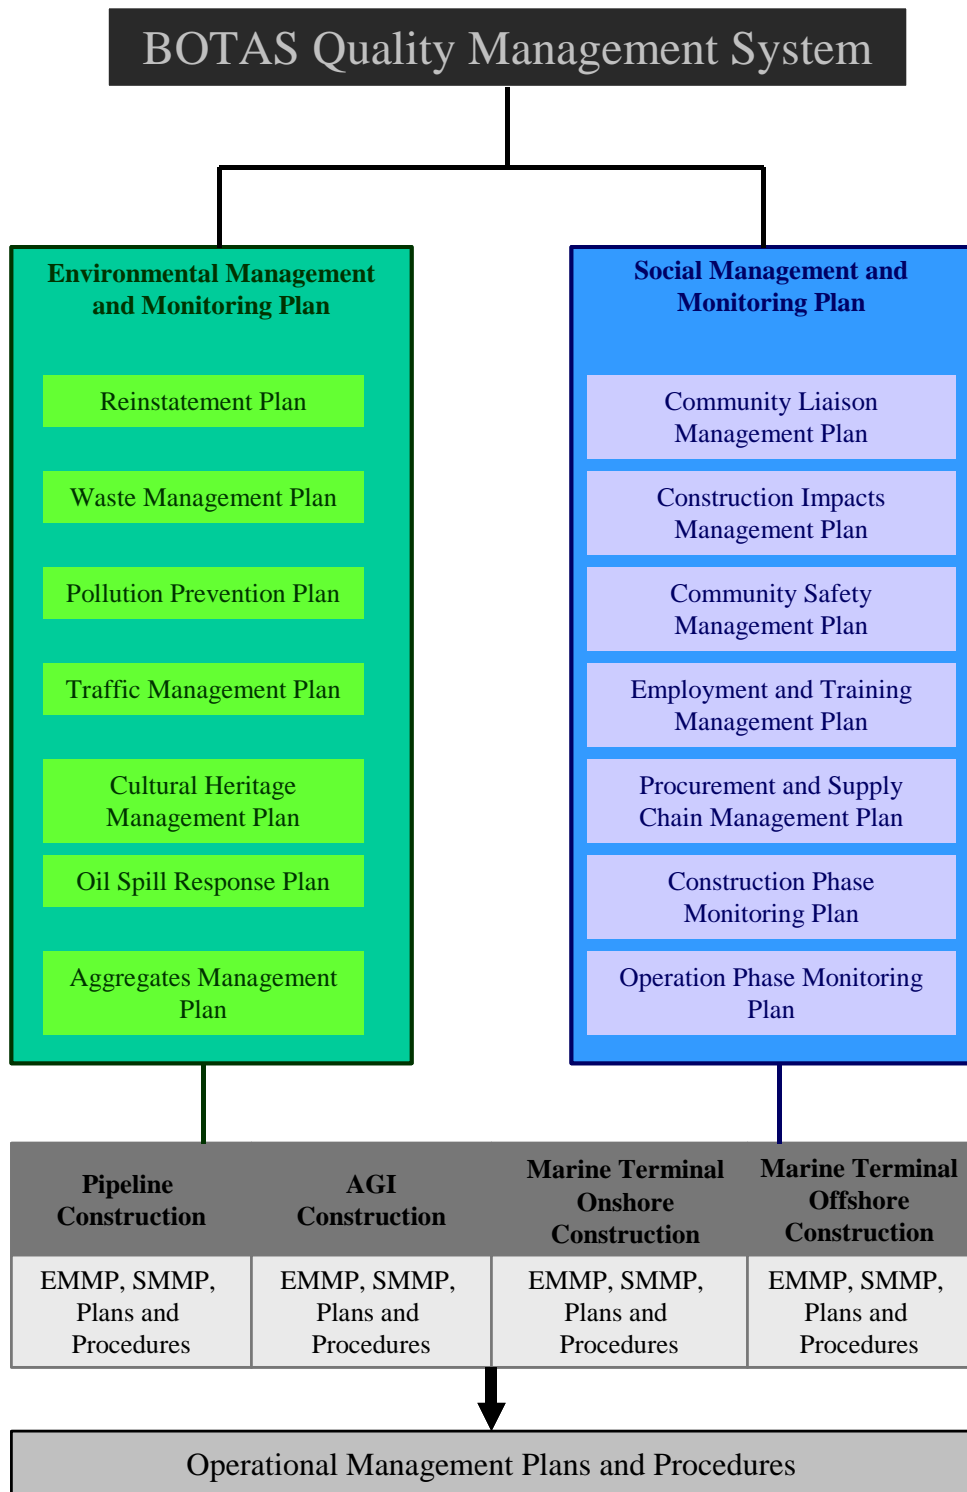 BOTAS Quality Management System
Environmental Management
and Monitoring Plan
Reinstatement Plan
Waste Management Plan
Pollution Prevention Plan
Traffic Management Plan
Cultural Heritage
Management Plan
Oil Spill Response Plan
Aggregates Management
Plan
Social Management and
Monitoring Plan
Community Liaison
Management Plan
Construction Impacts
Management Plan
Community Safety
Management Plan
Employment and Training
Management Plan
Procurement and Supply
Chain Management Plan
Construction Phase
Monitoring Plan
Operation Phase Monitoring
Plan
Pipeline
Construction
AGI
Construction
Marine Terminal
Onshore
Construction
Marine Terminal
Offshore
Construction
EMMP, SMMP,
Plans and
Procedures
EMMP, SMMP,
Plans and
Procedures
EMMP, SMMP,
Plans and
Procedures
EMMP, SMMP,
Plans and
Procedures
Operational Management Plans and Procedures